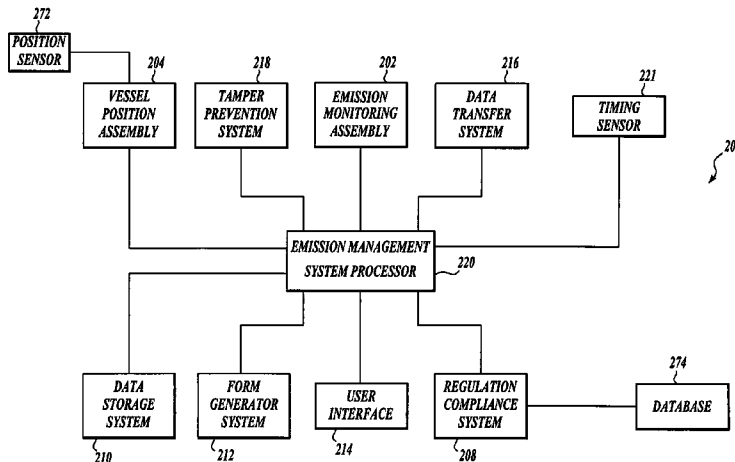 272
POSITION
SENSOR
204
VESSEL
POSITION
ASSEMBLY
218
TAMPER
PREVENTION
SYSTEM
202
EMISSION
MONITORING
ASSEMBLY
216
DATA
TRANSFER
SYSTEM
221
TIMING
SENSOR
20
EMISSION MANAGEMENT
SYSTEM PROCESSOR
220
DATA
STORAGE
SYSTEM
210
FORM
GENERATOR
SYSTEM
212
USER
INTERFACE
214
REGULATION
COMPLIANCE
SYSTEM
208
274
DATABASE